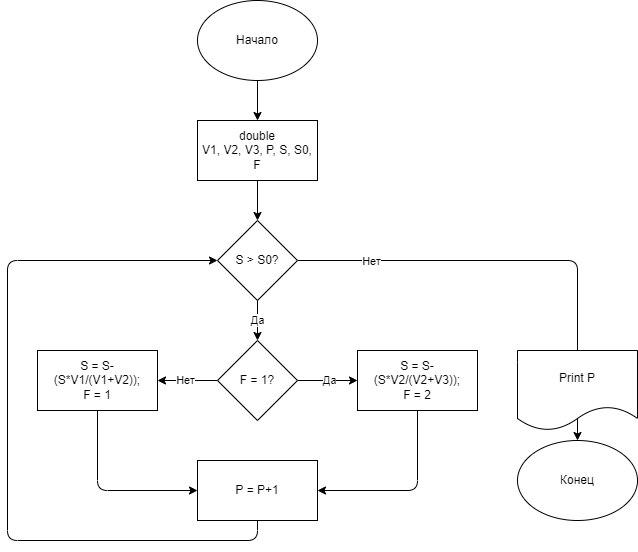 Начало
double
V1, V2, V3, P, S, S0,
F
S > S0?
Нет
Да
S = S-
(S*V1/(V1+V2));
F = 1
Нет
F = 1?
Да
S = S-
(S*V2/(V2+V3));
F = 2
Print P
P = P+1
Конец